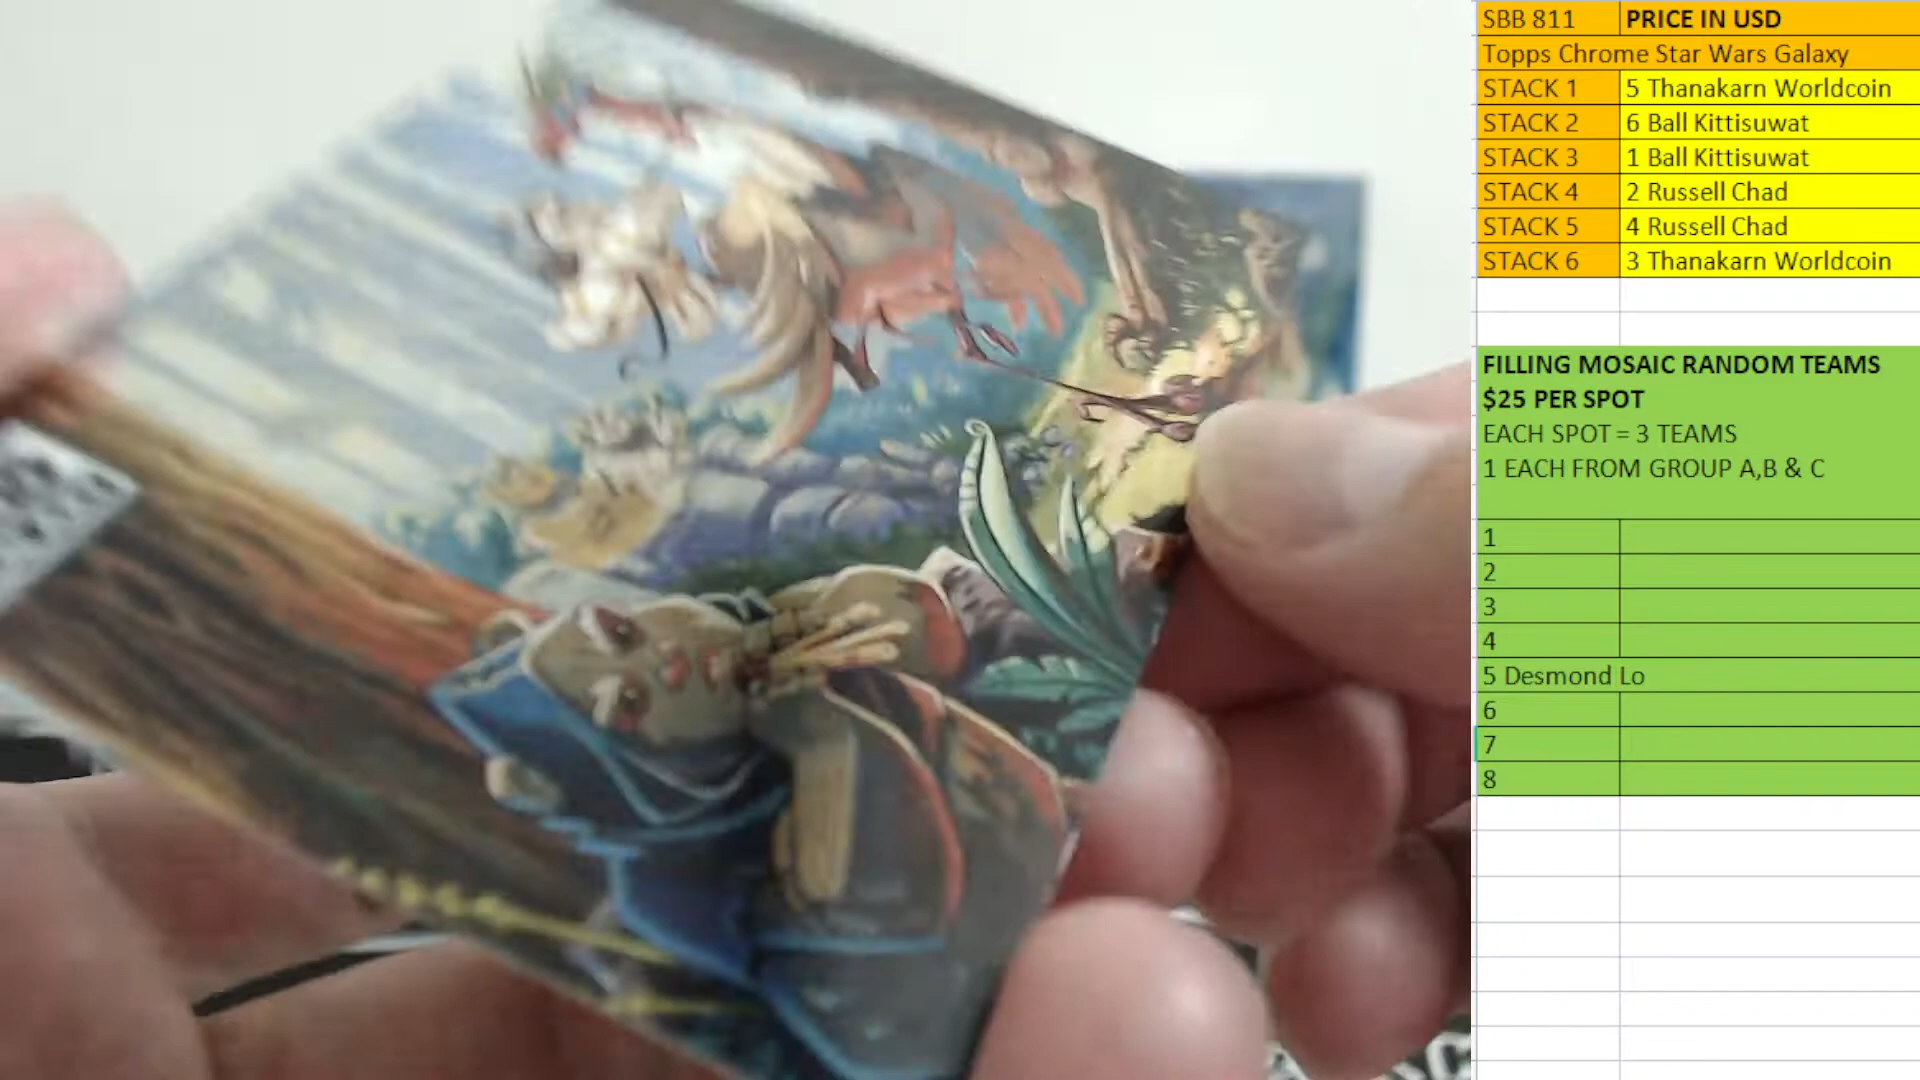 SBB 811 PRICE IN USD
Topps Chrome Star Wars Galaxy
STACK 1 5 Thanakarn Worldcoin
STACK 2 6 Ball Kittisuwat
STACK 3 1 Ball Kittisuwat
STACK 4 2 Russell Chad
STACK 5 4 Russell Chad
STACK 6 3 Thanakarn Worldcoin
FILLING MOSAIC RANDOM TEAMS
$25 PER SPOT
EACH SPOT = 3 TEAMS
1 EACH FROM GROUP A,B & C
1
2
3
4
5 Desmond Lo
6
7
8